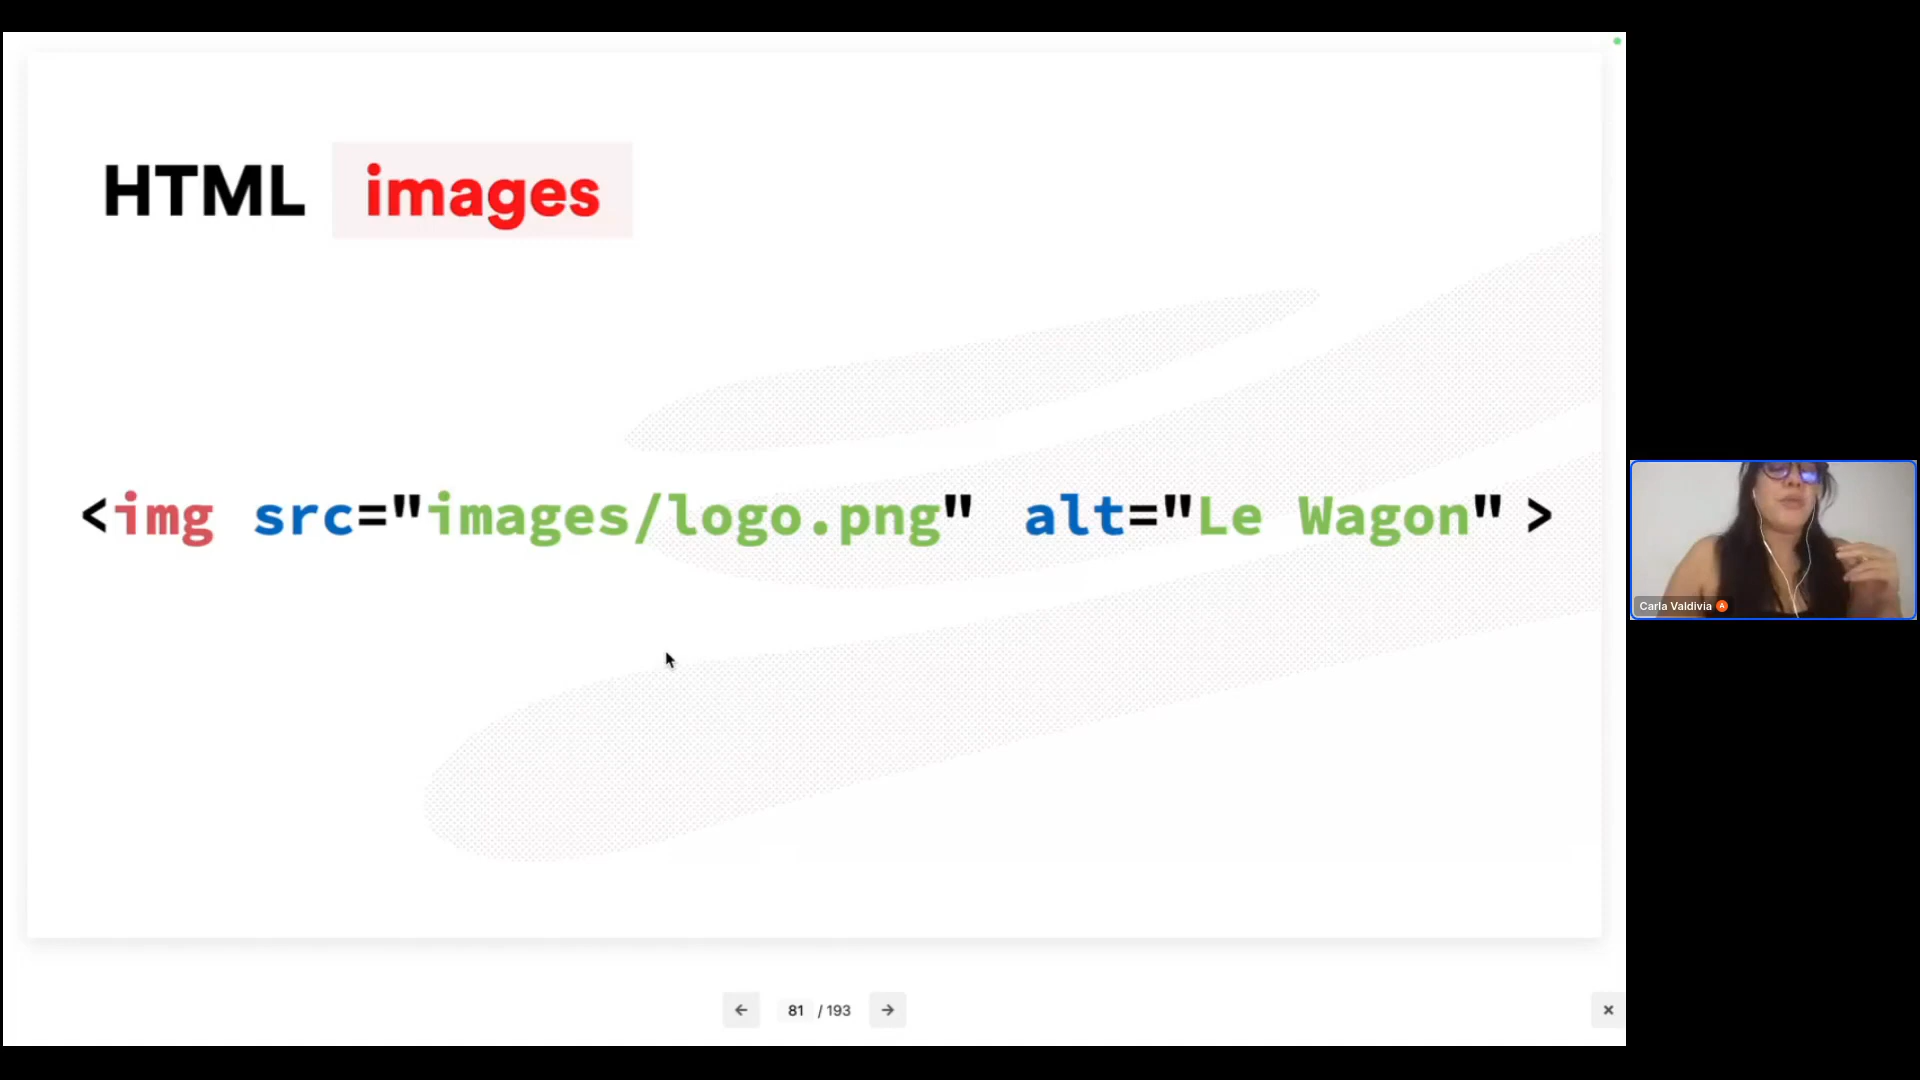 HTML images
<img src="images/logo.png" alt="Le Wagon" >
Carla Valdivia
81 / 193